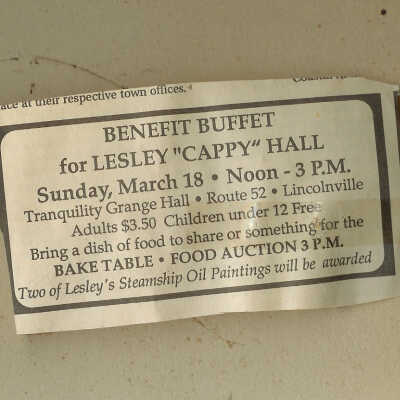 ace at their respective town offices.
BENEFIT BUFFET
for LESLEY "CAPPY" HALL
Sunday, March 18 • Noon - 3 P.M.
Tranquility Grange Hall • Route 52 • Lincolnville
Adults $3.50 Children under 12 Free
Bring a dish of food to share or something for the
BAKE TABLE • FOOD AUCTION 3 P.M.
Two of Lesley's Steamship Oil Paintings will be awarded